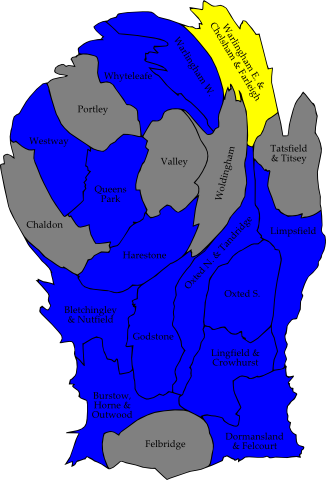 Warlingham E. &
Chelsham & Farleigh
Warlingham W.
Whyteleafe
Portley
Westway
Valley
Tatsfield
& Titsey
Woldingham
Queens
Park
Chaldon
Limpsfield
Harestone
Oxted N. & Tandridge
Oxted S.
Bletchingley
& Nutfield
Godstone
Lingfield &
Crowhurst
Burstow,
Horne &
Outwood
Felbridge
Dormansland
& Felcourt